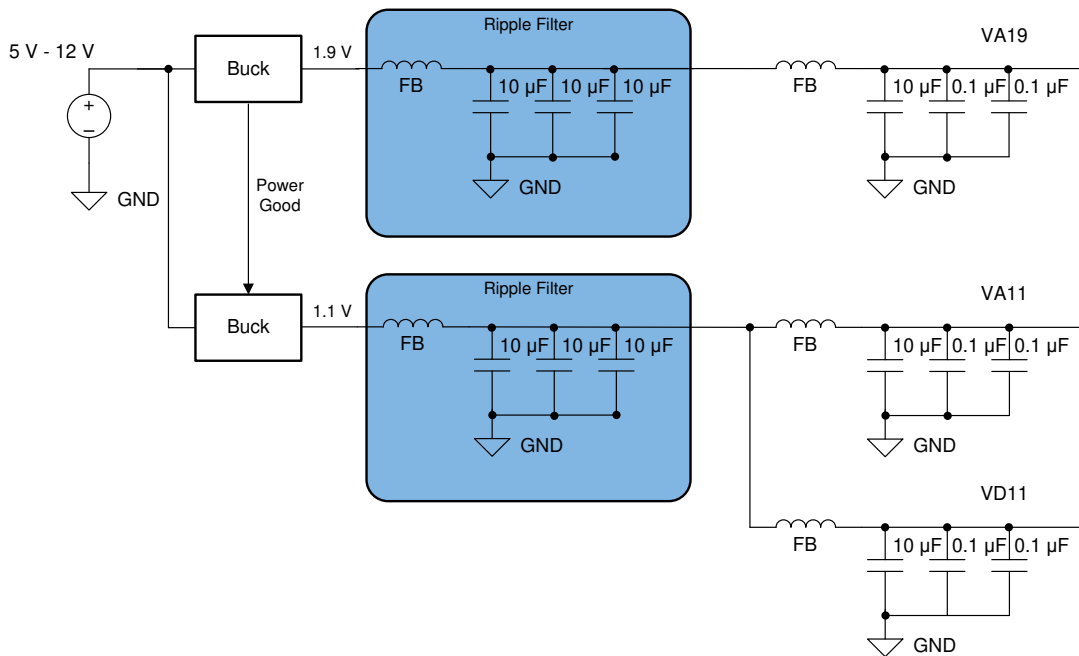 Ripple Filter
VA19
5 V - 12 V
Buck
1.9 V
FB
10 µF
10 µF
10 µF
FB
10 µF
0.1 µF
0.1 µF
+
−
GND
GND
GND
Power
Good
Ripple Filter
VA11
Buck
1.1 V
FB
10 µF
10 µF
10 µF
FB
10 µF
0.1 µF
0.1 µF
GND
GND
VD11
FB
10 µF
0.1 µF
0.1 µF
GND